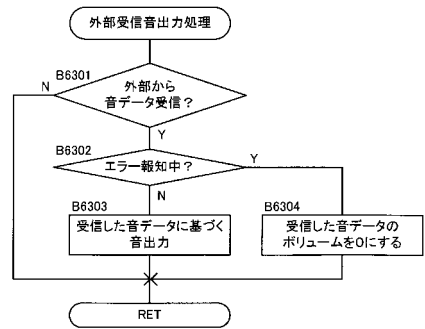 外部受信音出力処理
B6301
N
外部から
音データ受信？
Y
B6302
エラー報知中？
Y
N
B6303
受信した音データに基づく
音出力
B6304
受信した音データの
ボリュームを0にする
RET